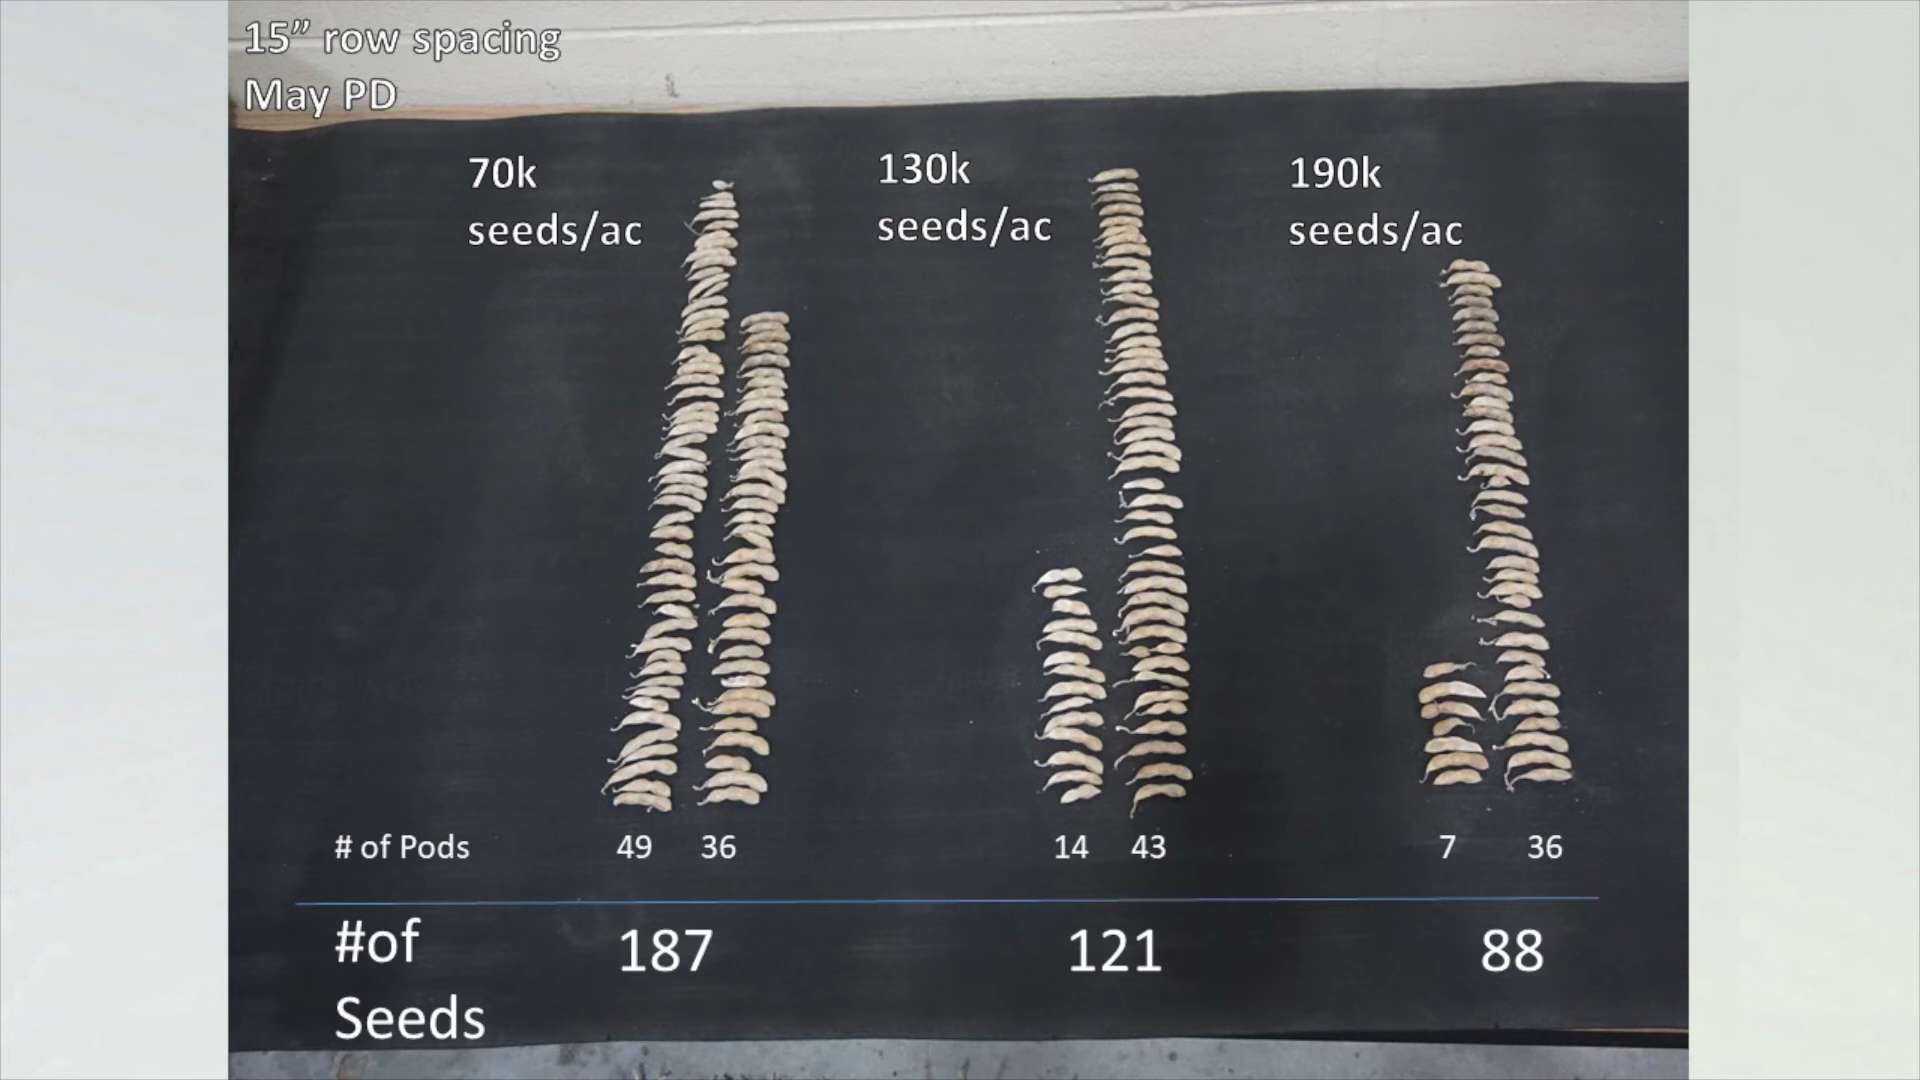 15” row spacing
May PD
70k
seeds/ac
130k
seeds/ac
190k
seeds/ac
# of Pods 49 36 14 43 7 36
#of
Seeds
187 121 88